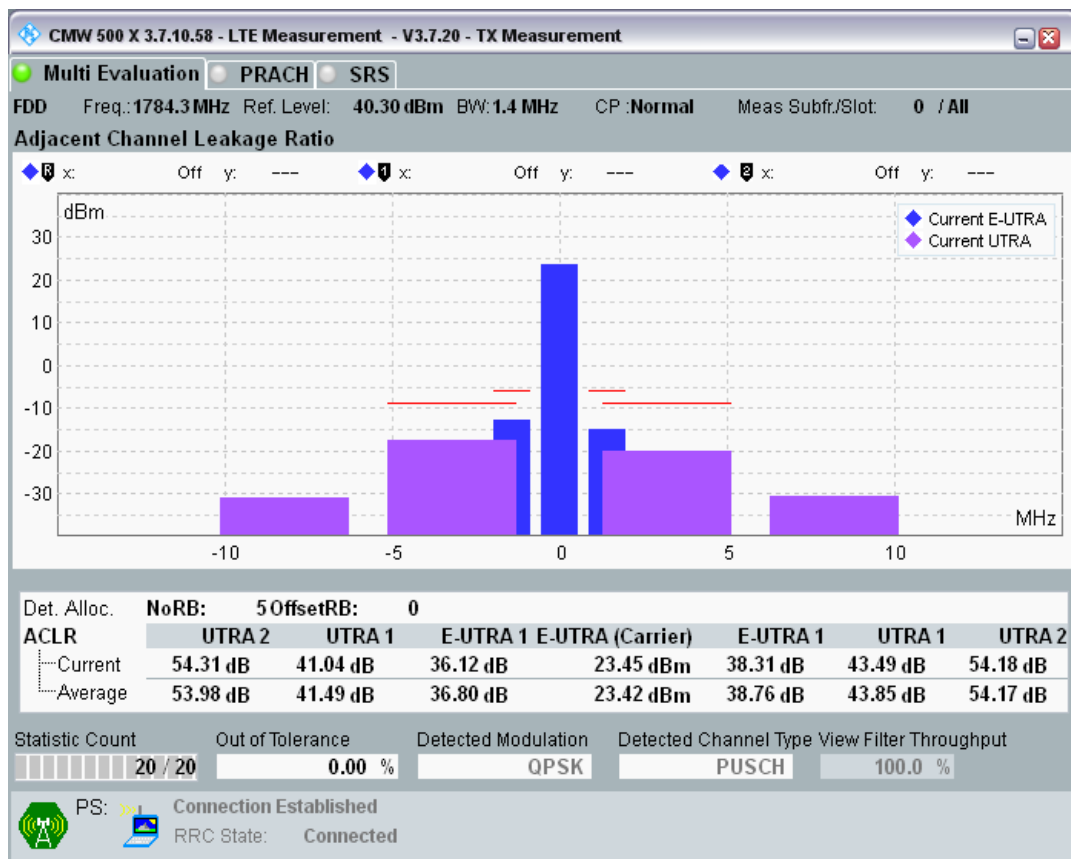 CMW 500 X 3.7.10.58 - LTE Measurement - V3.7.20 - TX Measurement
Multi Evaluation PRACH SRS
FDD Freq.:1784.3 MHz Ref. Level: 40.30 dBm BW:1.4 MHz CP :Normal Meas Subfr./Slot: 0 / All
Adjacent Channel Leakage Ratio
R x: Off y: --- 1 x: Off y: --- 2 x: Off y: ---
dBm
Current E-UTRA
Current UTRA
30
20
10
0
-10
-20
-30
MHz
-10 -5 0 5 10
Det. Alloc. NoRB: 5 OffsetRB: 0
ACLR UTRA 2 UTRA 1 E-UTRA 1 E-UTRA (Carrier) E-UTRA 1 UTRA 1 UTRA 2
Current 54.31 dB 41.04 dB 36.12 dB 23.45 dBm 38.31 dB 43.49 dB 54.18 dB
Average 53.98 dB 41.49 dB 36.80 dB 23.42 dBm 38.76 dB 43.85 dB 54.17 dB
Statistic Count Out of Tolerance Detected Modulation Detected Channel Type View Filter Throughput
20 / 20 0.00 % QPSK PUSCH 100.0 %
PS: Connection Established
RRC State: Connected